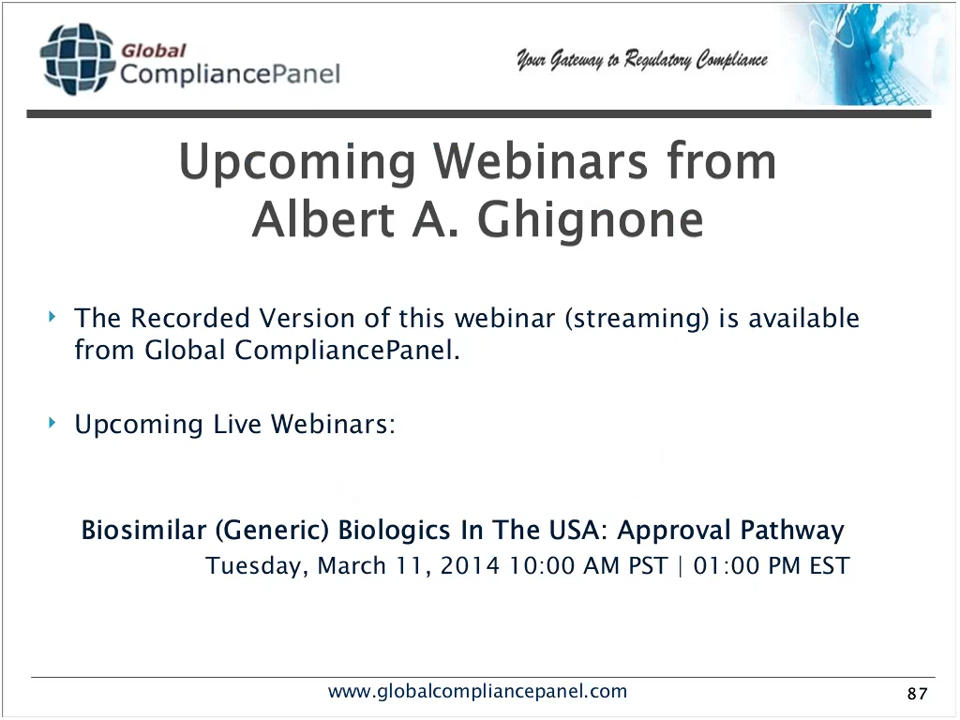 Global
CompliancePanel
Your Gateway to Regulatory Compliance
Upcoming Webinars from
Albert A. Ghignone
The Recorded Version of this webinar (streaming) is available
from Global CompliancePanel.
Upcoming Live Webinars:
Biosimilar (Generic) Biologics In The USA: Approval Pathway
Tuesday, March 11, 2014 10:00 AM PST | 01:00 PM EST
www.globalcompliancepanel.com
87